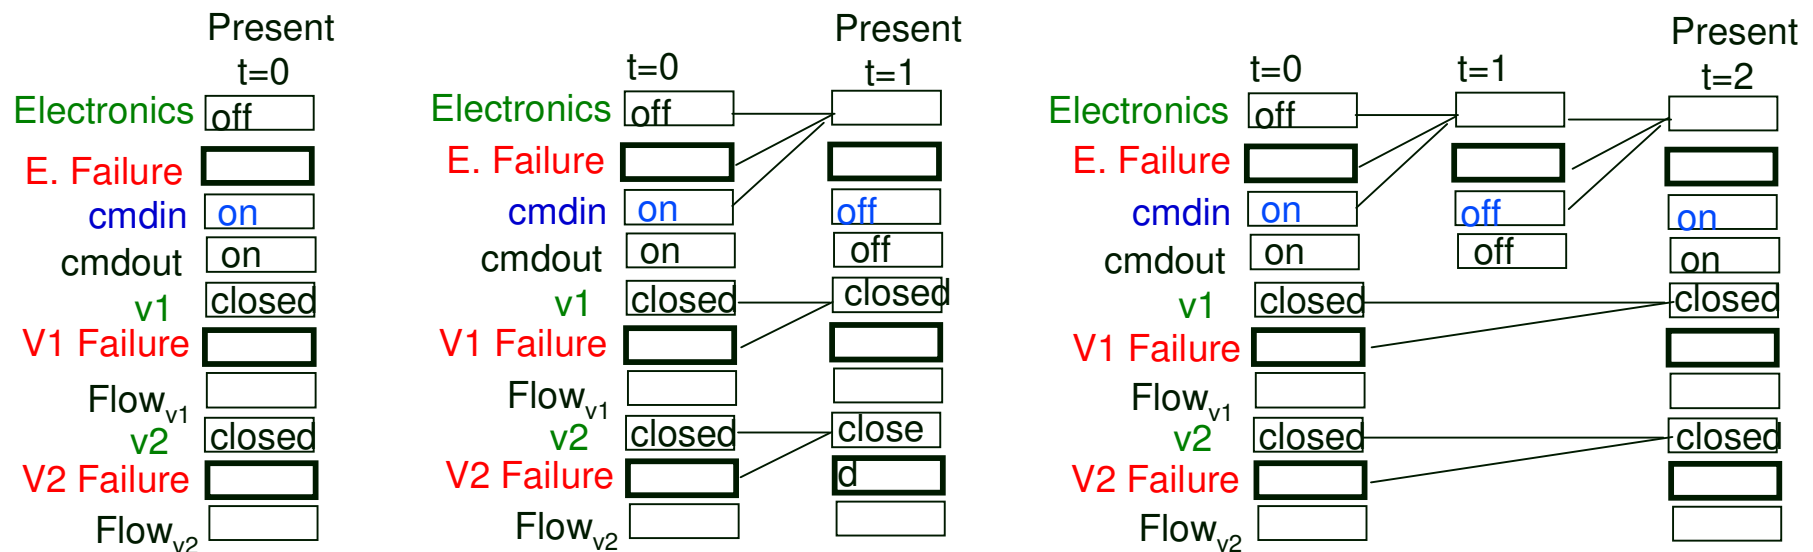 Present
t=0
Electronics off
E. Failure
cmdin on
cmdout on
v1 closed
V1 Failure
Flowv1
v2 closed
V2 Failure
Flowv2
Present
t=0 t=1
Electronics off
E. Failure
cmdin on off
cmdout on off
v1 closed closed
V1 Failure
Flowv1
v2 closed close
V2 Failure d
Flowv2
Present
t=0 t=1 t=2
Electronics off
E. Failure
cmdin on off on
cmdout on off on
v1 closed closed
V1 Failure
Flowv1
v2 closed closed
V2 Failure
Flowv2